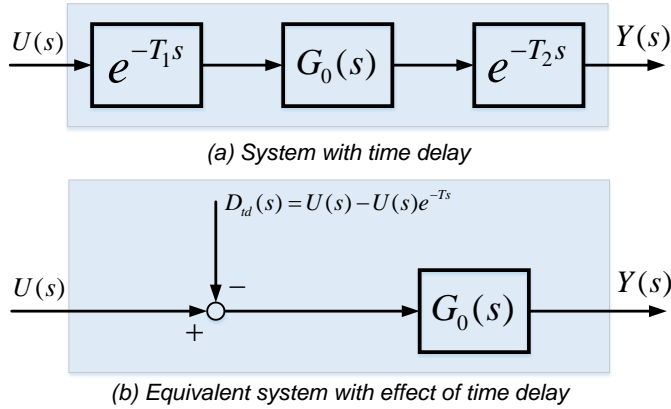 U(s)
e^{-T_1 s}
G_0(s)
e^{-T_2 s}
Y(s)
(a) System with time delay
D_{td}(s) = U(s) − U(s)e^{-Ts}
U(s)
−
+
G_0(s)
Y(s)
(b) Equivalent system with effect of time delay